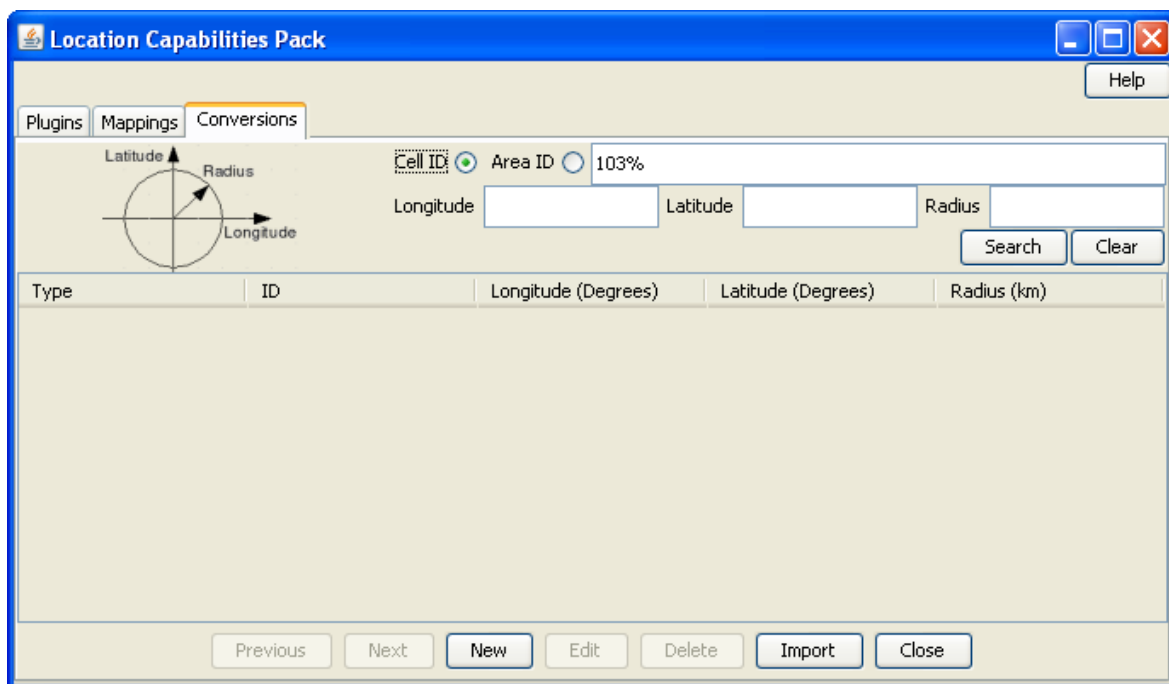 Location Capabilities Pack
Help
Plugins Mappings Conversions
Latitude
Radius
Longitude
Cell ID Area ID 103%
Longitude Latitude Radius
Search Clear
Type ID Longitude (Degrees) Latitude (Degrees) Radius (km)
Previous Next New Edit Delete Import Close